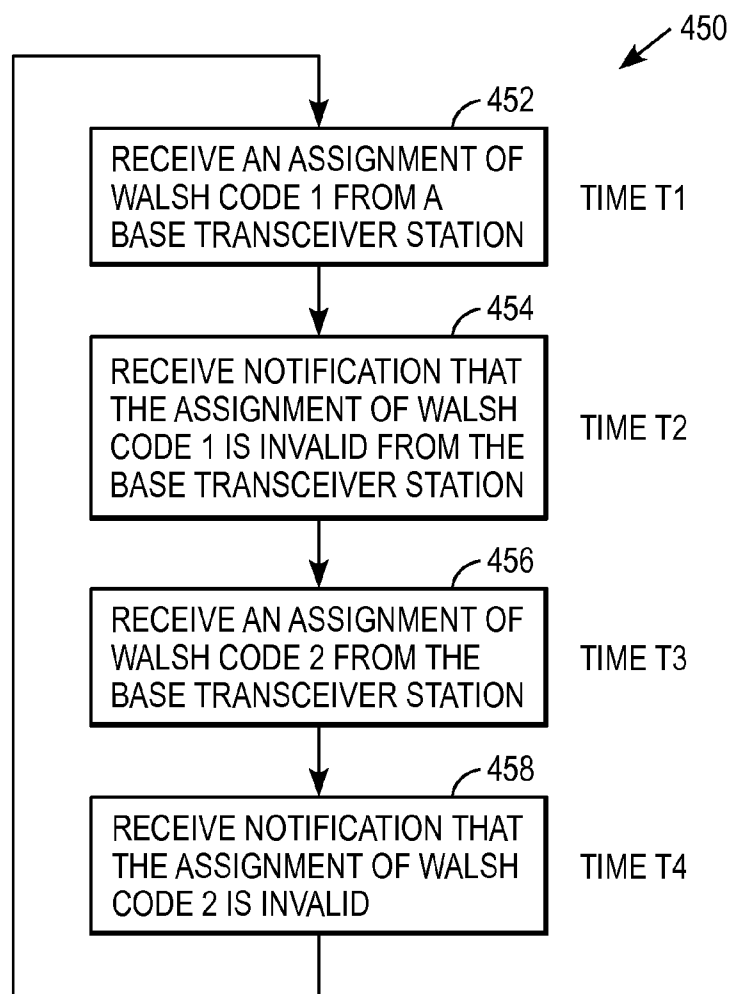 450
452
RECEIVE AN ASSIGNMENT OF
WALSH CODE 1 FROM A
BASE TRANSCEIVER STATION
TIME T1
454
RECEIVE NOTIFICATION THAT
THE ASSIGNMENT OF WALSH
CODE 1 IS INVALID FROM THE
BASE TRANSCEIVER STATION
TIME T2
456
RECEIVE AN ASSIGNMENT OF
WALSH CODE 2 FROM THE
BASE TRANSCEIVER STATION
TIME T3
458
RECEIVE NOTIFICATION THAT
THE ASSIGNMENT OF WALSH
CODE 2 IS INVALID
TIME T4